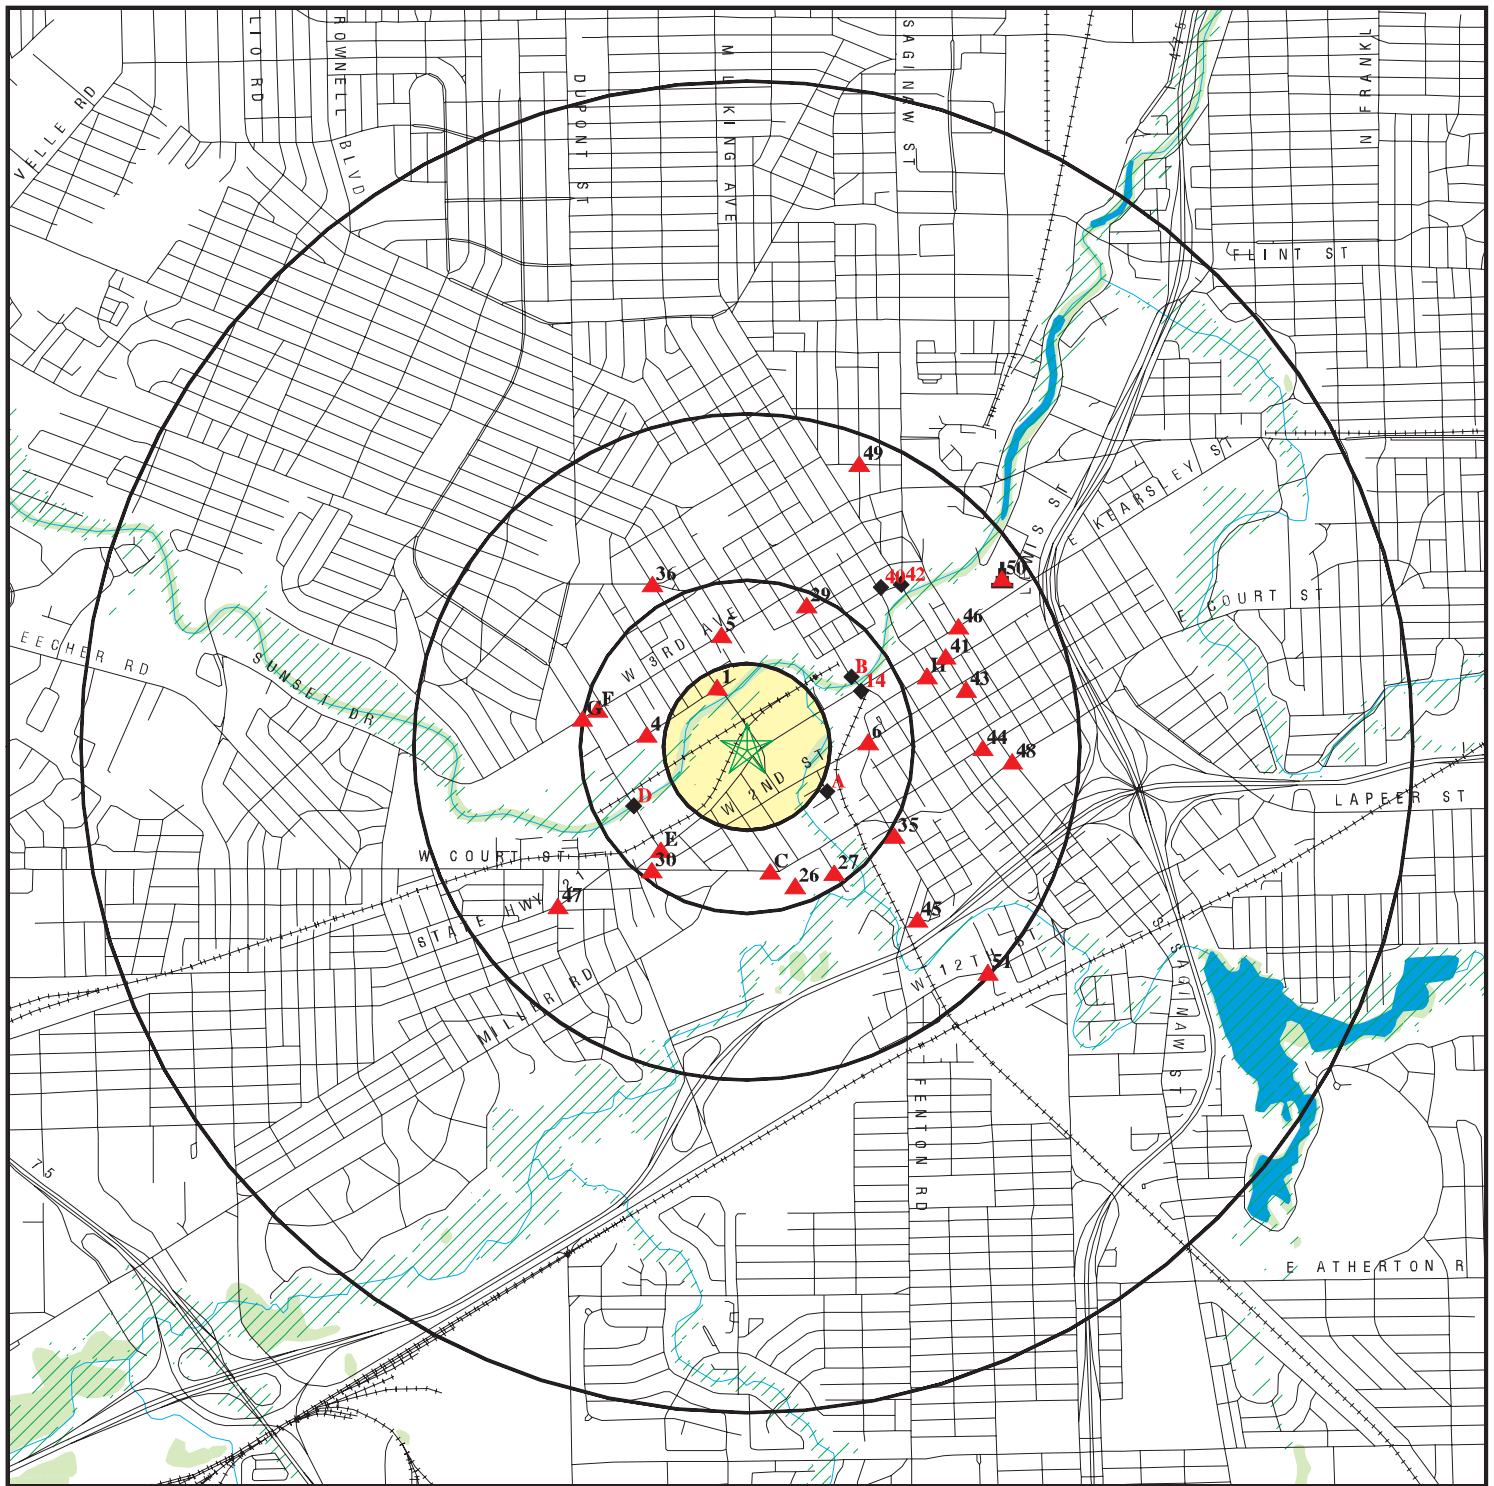 LIO RD
ROWNELL BLVD
DUPONT ST
M L KING AVE
SAGINAW ST
475
N FRANKL
VELLE RD
FLINT ST
49
E KEARSLEY ST
LEWIS ST
36
40
42
50
29
E COURT ST
5
W 3RD AVE
46
EECHER RD
SUNSET DR
41
B
H
1
14
43
F
G
4
6
44
48
W 2ND ST
A
D
LAPEER ST
35
E
W COURT ST
30
C
27
26
STATE HWY 21
47
45
W 12TH ST
51
MILLER RD
S SAGINAW ST
FENTON RD
75
E ATHERTON R